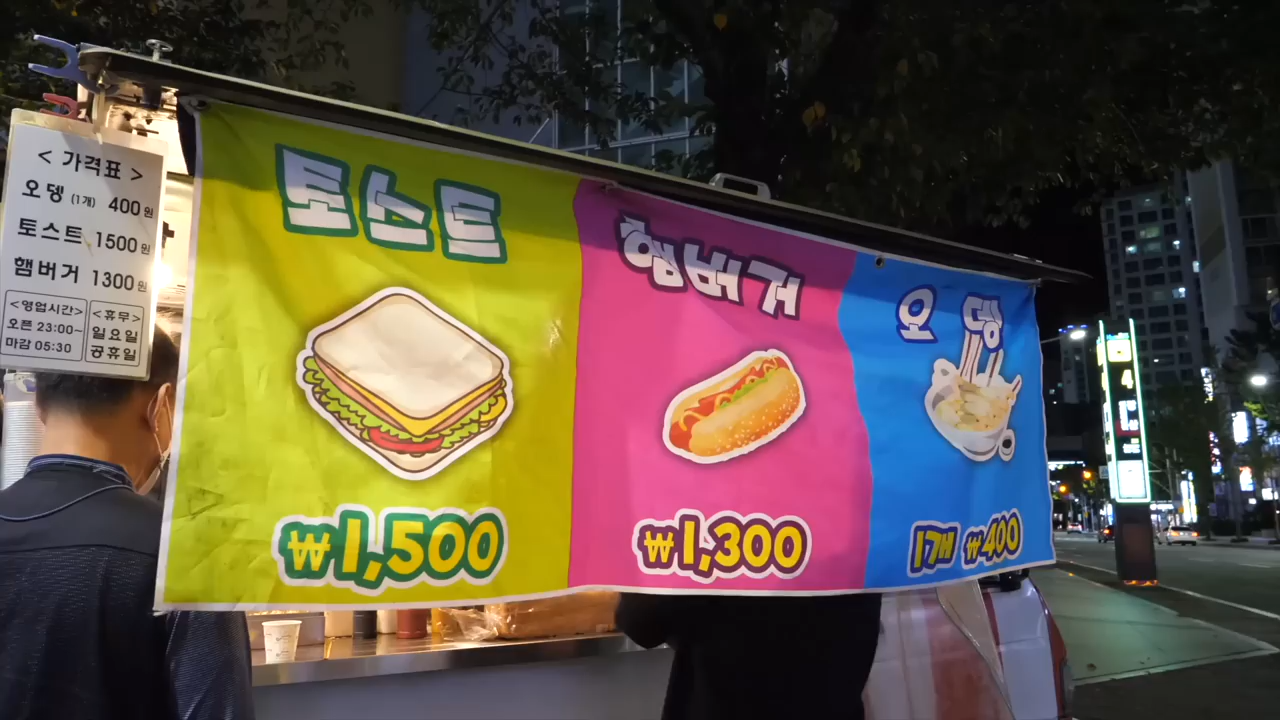 < 가격표 >
오뎅 (1개) 400원
토스트 1500원
햄버거 1300원
<영업시간>
오픈 23:00~
마감 05:30
<휴무>
일요일
공휴일
토스트
₩1,500
햄버거
₩1,300
오뎅
1개 ₩400
4